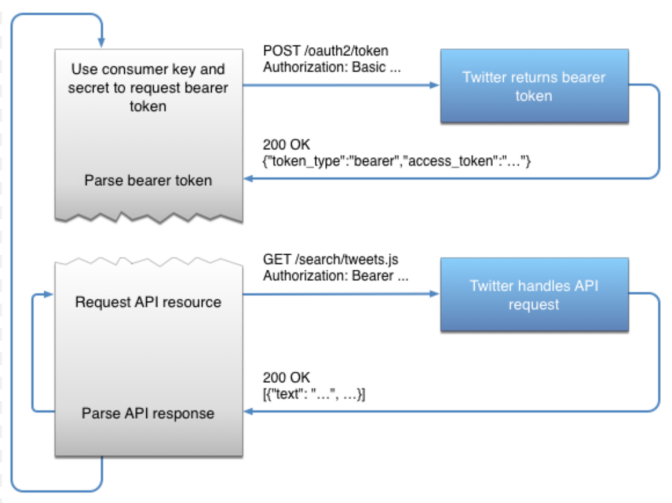 POST /oauth2/token
Authorization: Basic ...
Use consumer key and
secret to request bearer
token
Twitter returns bearer
token
200 OK
{"token_type":"bearer","access_token":"..."}
Parse bearer token
GET /search/tweets.js
Authorization: Bearer ...
Request API resource
Twitter handles API
request
200 OK
[{"text": "...", ...}]
Parse API response